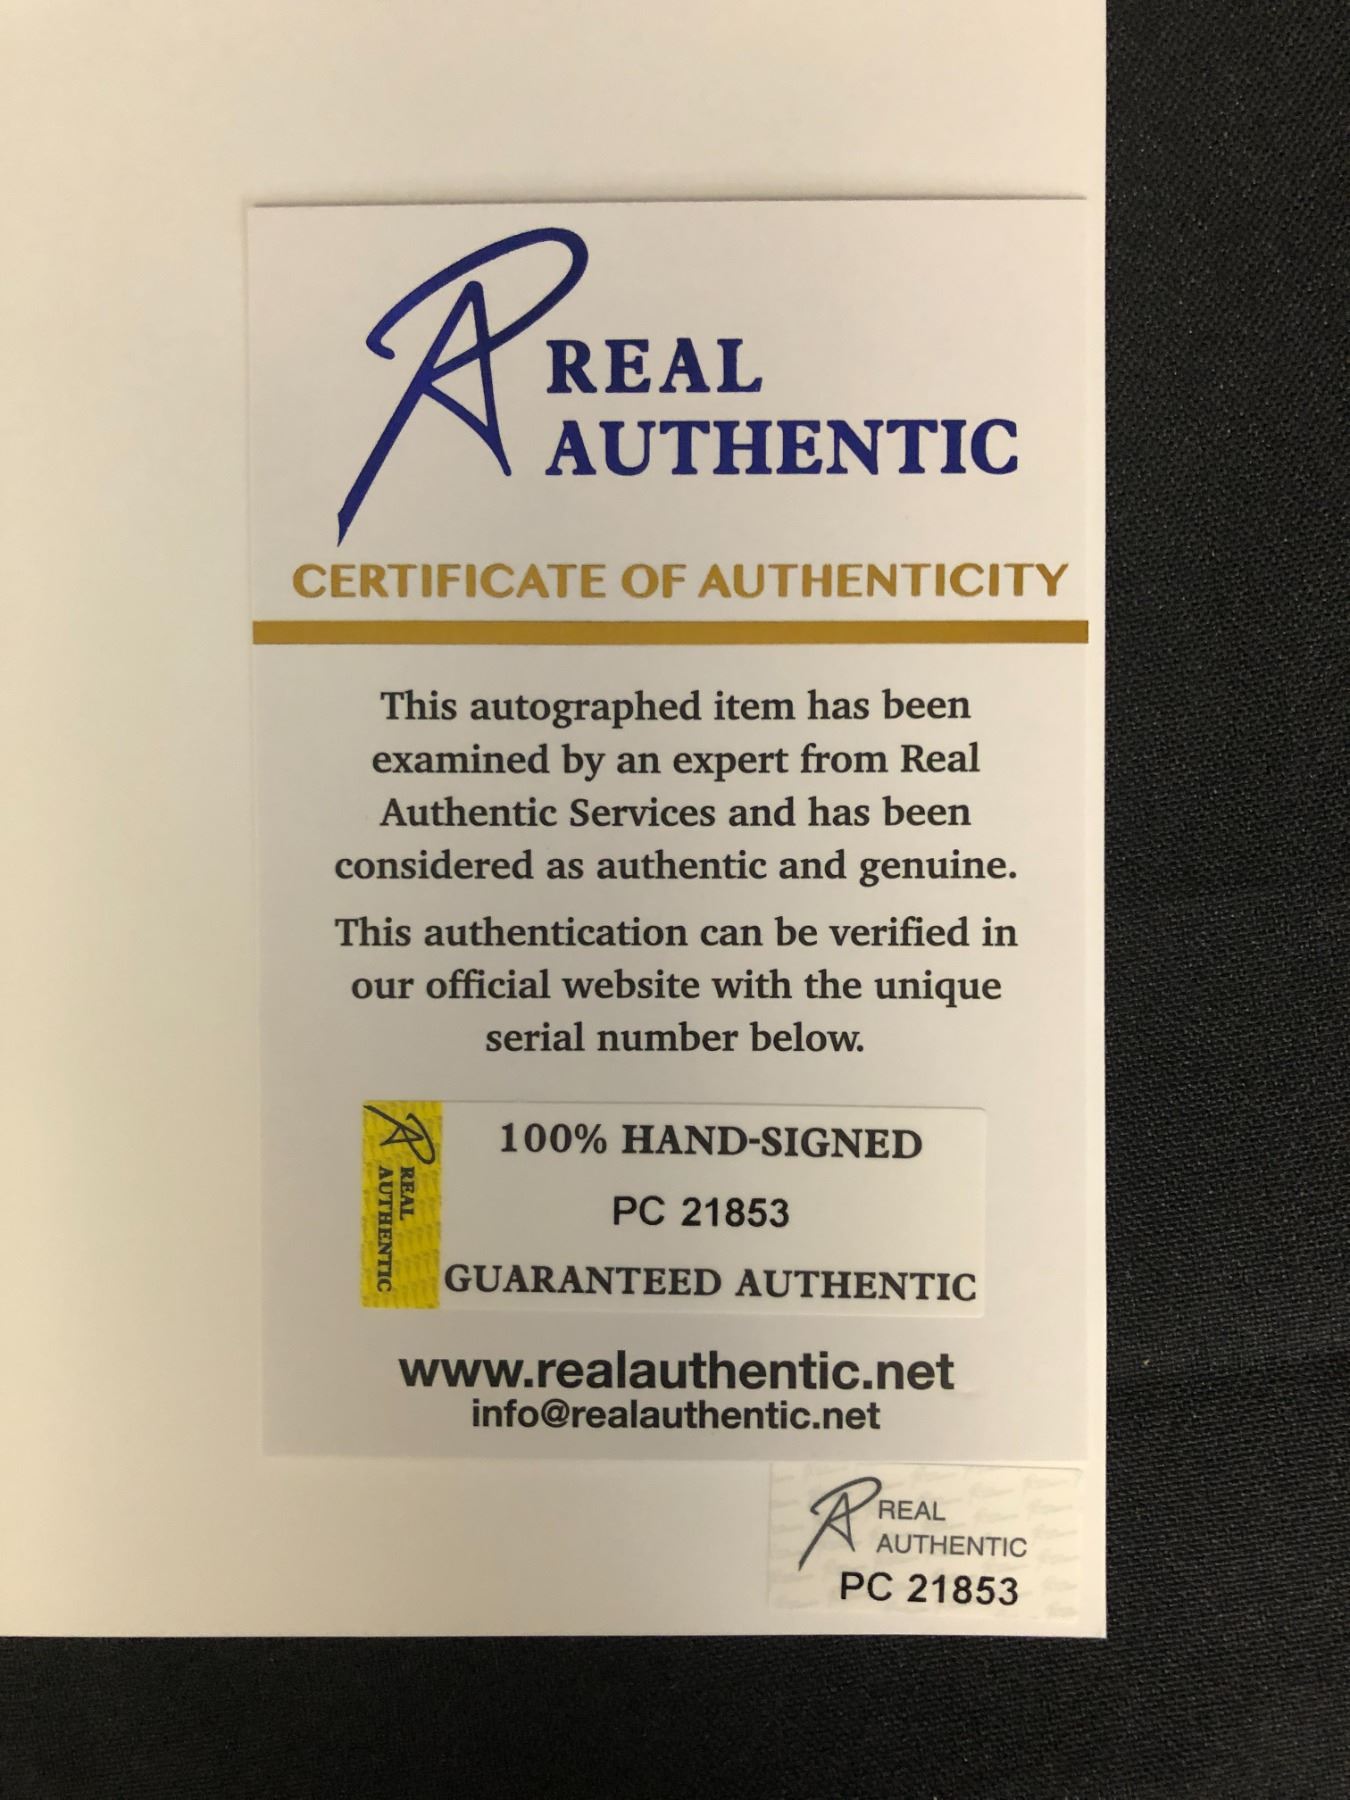 REAL
AUTHENTIC
CERTIFICATE OF AUTHENTICITY
This autographed item has been
examined by an expert from Real
Authentic Services and has been
considered as authentic and genuine.
This authentication can be verified in
our official website with the unique
serial number below.
REAL
AUTHENTIC
100% HAND-SIGNED
PC 21853
GUARANTEED AUTHENTIC
www.realauthentic.net
info@realauthentic.net
REAL
AUTHENTIC
PC 21853